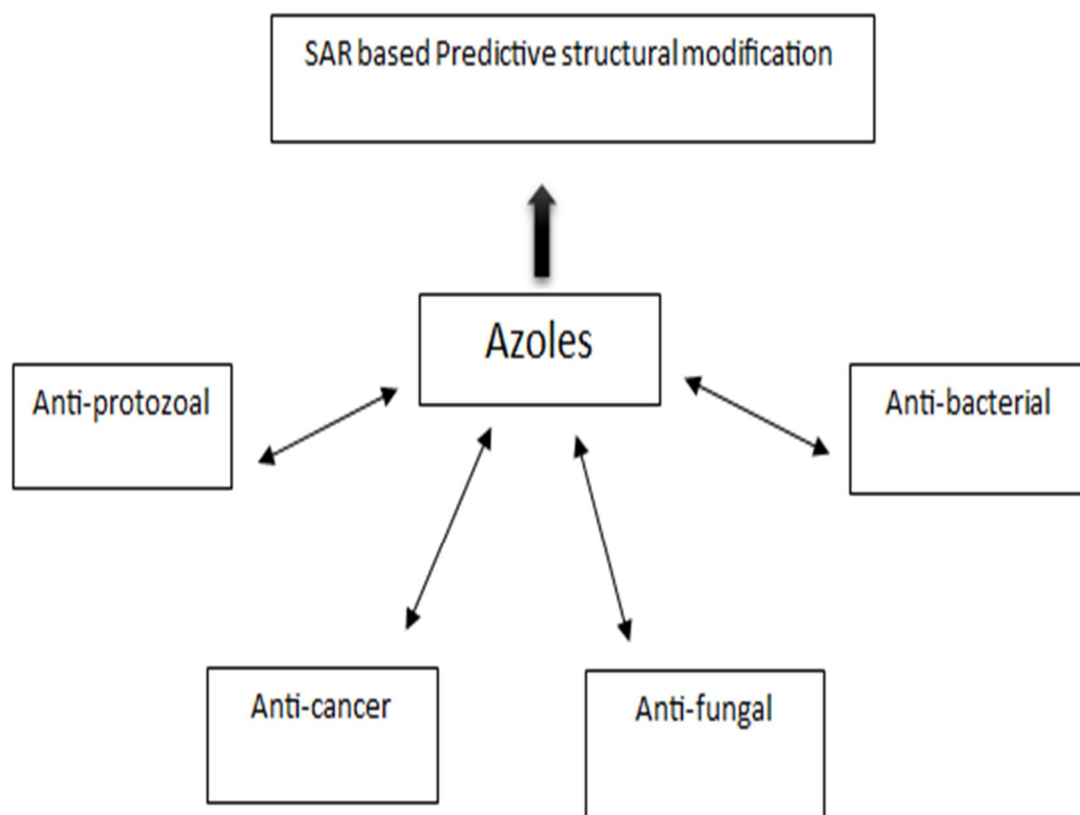 SAR based Predictive structural modification
Azoles
Anti-protozoal
Anti-bacterial
Anti-cancer
Anti-fungal